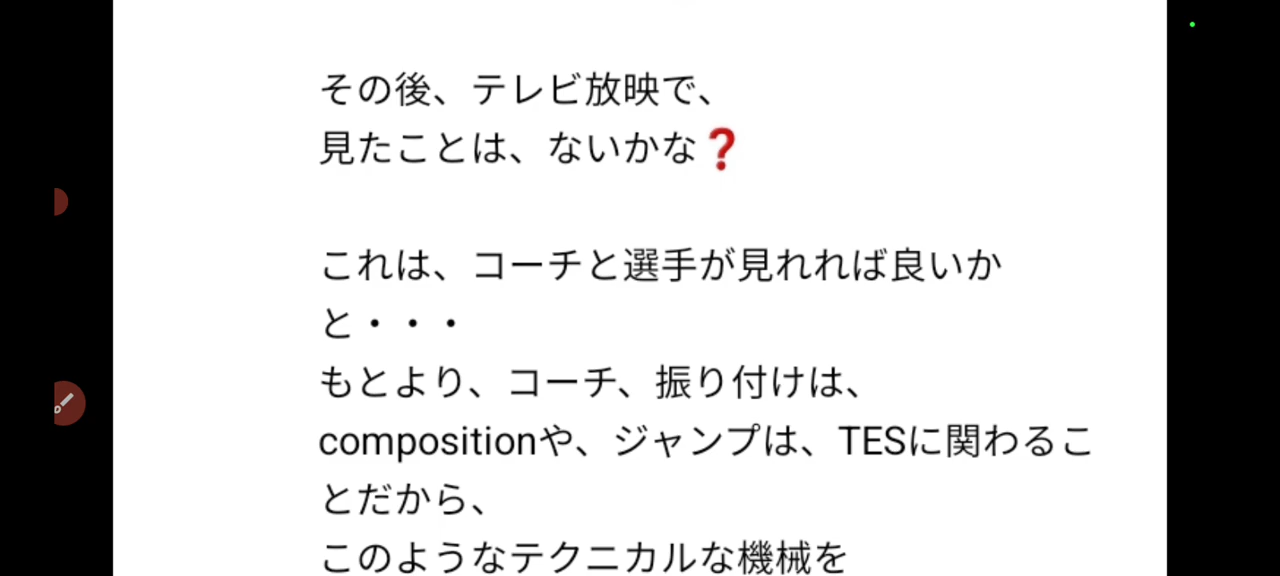 その後、テレビ放映で、
見たことは、ないかな❓
これは、コーチと選手が見れれば良いか
と・・・
もとより、コーチ、振り付けは、
compositionや、ジャンプは、TESに関わるこ
とだから、
このようなテクニカルな機械を